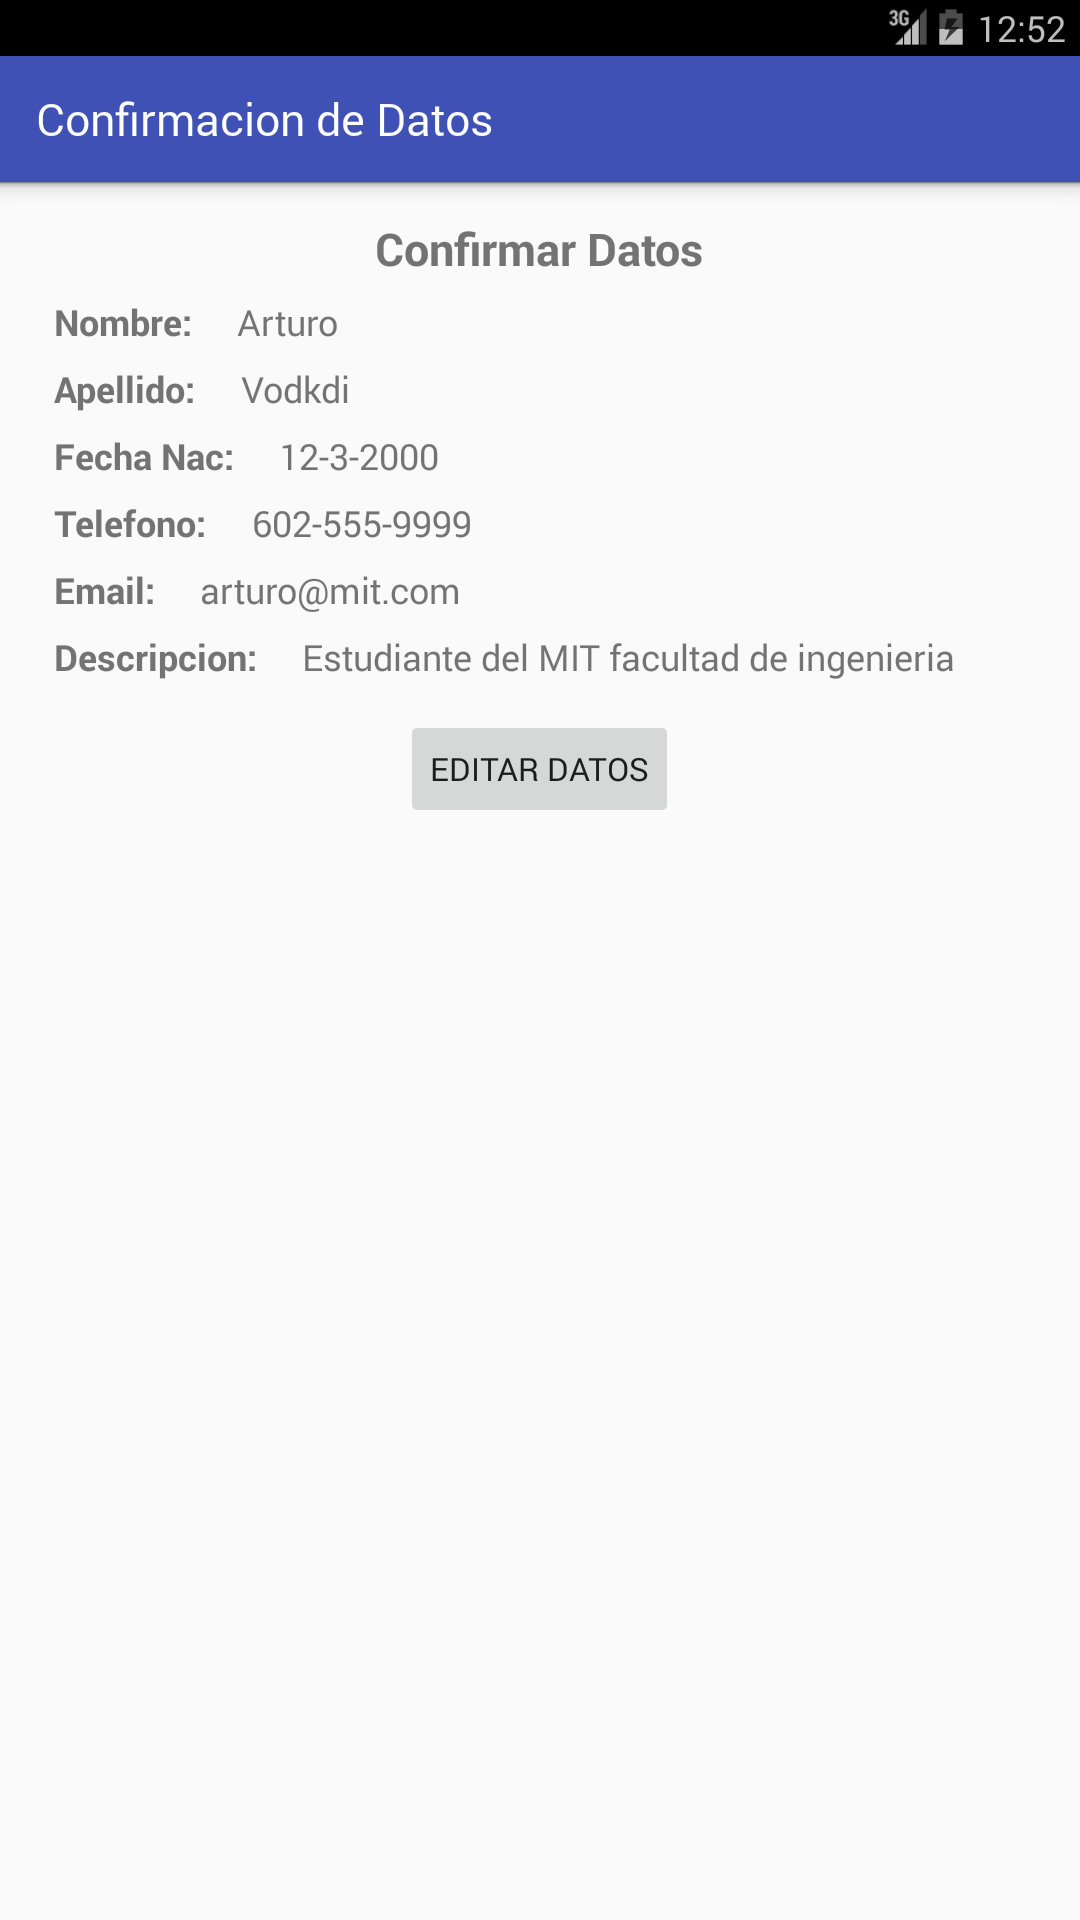 3G 12:52
Confirmacion de Datos
Confirmar Datos
Nombre: Arturo
Apellido: Vodkdi
Fecha Nac: 12-3-2000
Telefono: 602-555-9999
Email: arturo@mit.com
Descripcion: Estudiante del MIT facultad de ingenieria
EDITAR DATOS